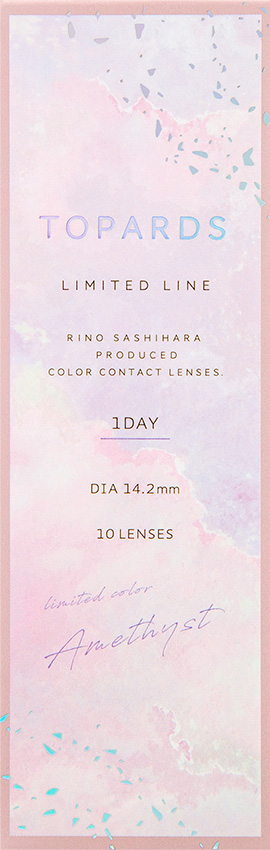 TOPARDS
LIMITED LINE
RINO SASHIHARA
PRODUCED
COLOR CONTACT LENSES.
1DAY
DIA 14.2mm
10 LENSES
limited color
Amethyst